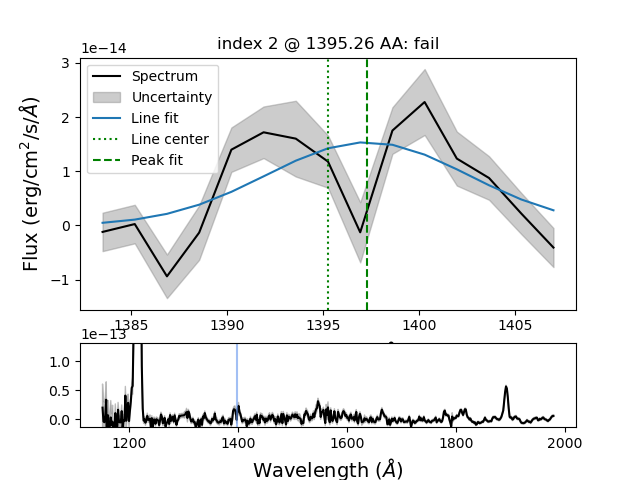 index 2 @ 1395.26 AA: fail
1e−14
3
2
1
0
−1
Flux (erg/cm²/s/Å)
Spectrum
Uncertainty
Line fit
Line center
Peak fit
1385 1390 1395 1400 1405
1e−13
1.0
0.5
0.0
1200 1400 1600 1800 2000
Wavelength (Å)